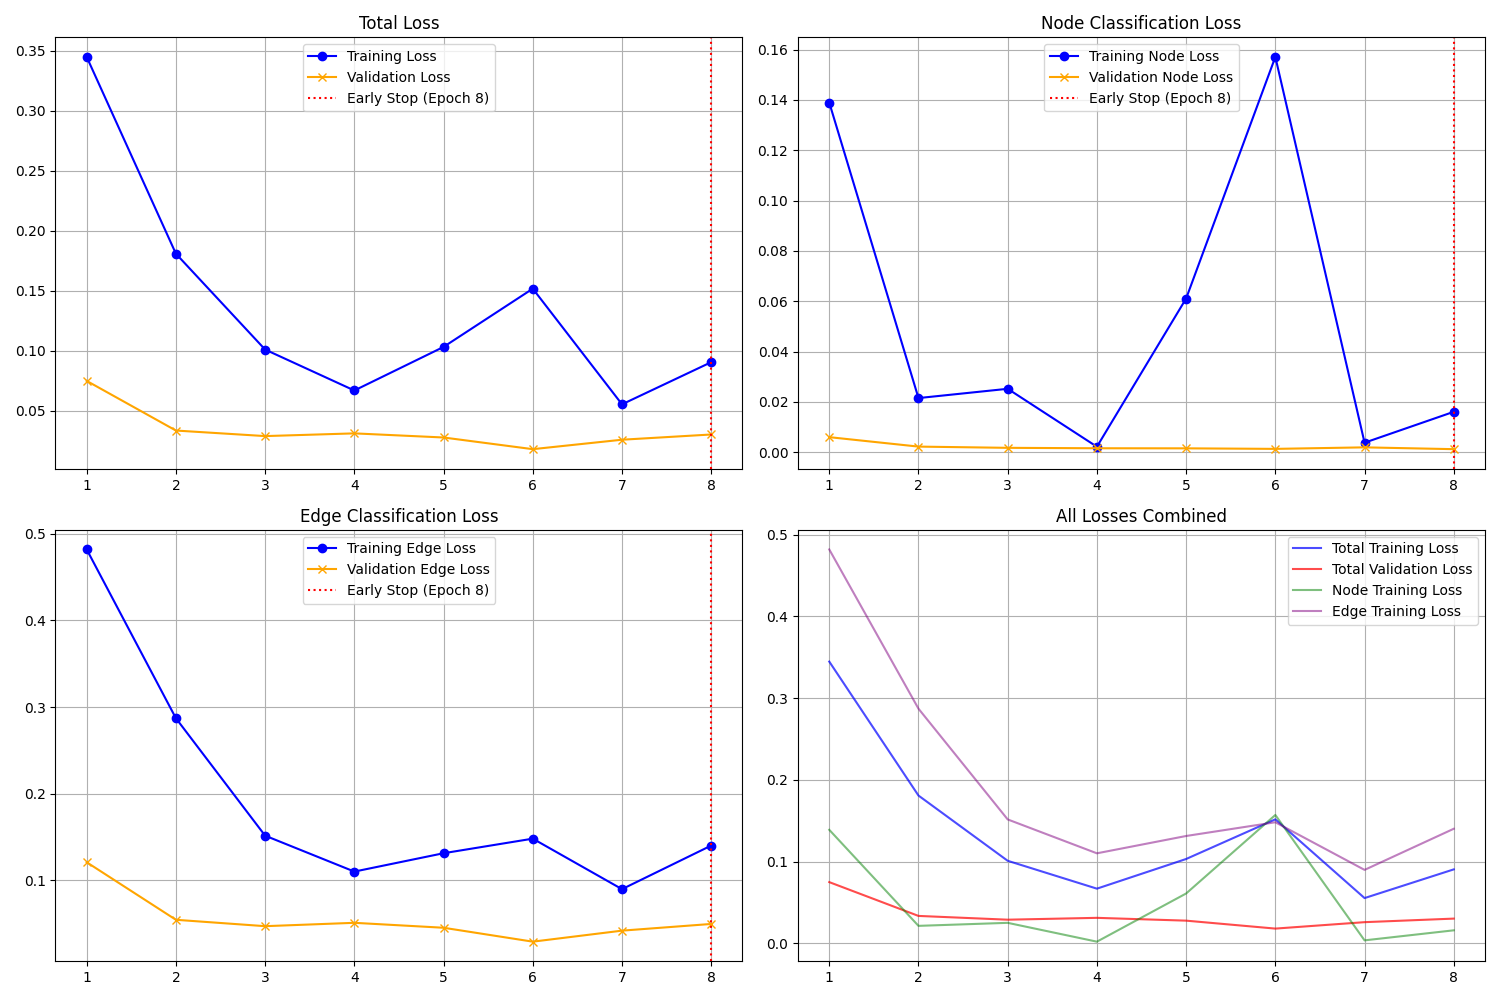 Total Loss
0.35
0.30
0.25
0.20
0.15
0.10
0.05
Training Loss
Validation Loss
Early Stop (Epoch 8)
1 2 3 4 5 6 7 8
Node Classification Loss
0.16
0.14
0.12
0.10
0.08
0.06
0.04
0.02
0.00
Training Node Loss
Validation Node Loss
Early Stop (Epoch 8)
1 2 3 4 5 6 7 8
Edge Classification Loss
0.5
0.4
0.3
0.2
0.1
Training Edge Loss
Validation Edge Loss
Early Stop (Epoch 8)
1 2 3 4 5 6 7 8
All Losses Combined
0.5
0.4
0.3
0.2
0.1
0.0
Total Training Loss
Total Validation Loss
Node Training Loss
Edge Training Loss
1 2 3 4 5 6 7 8